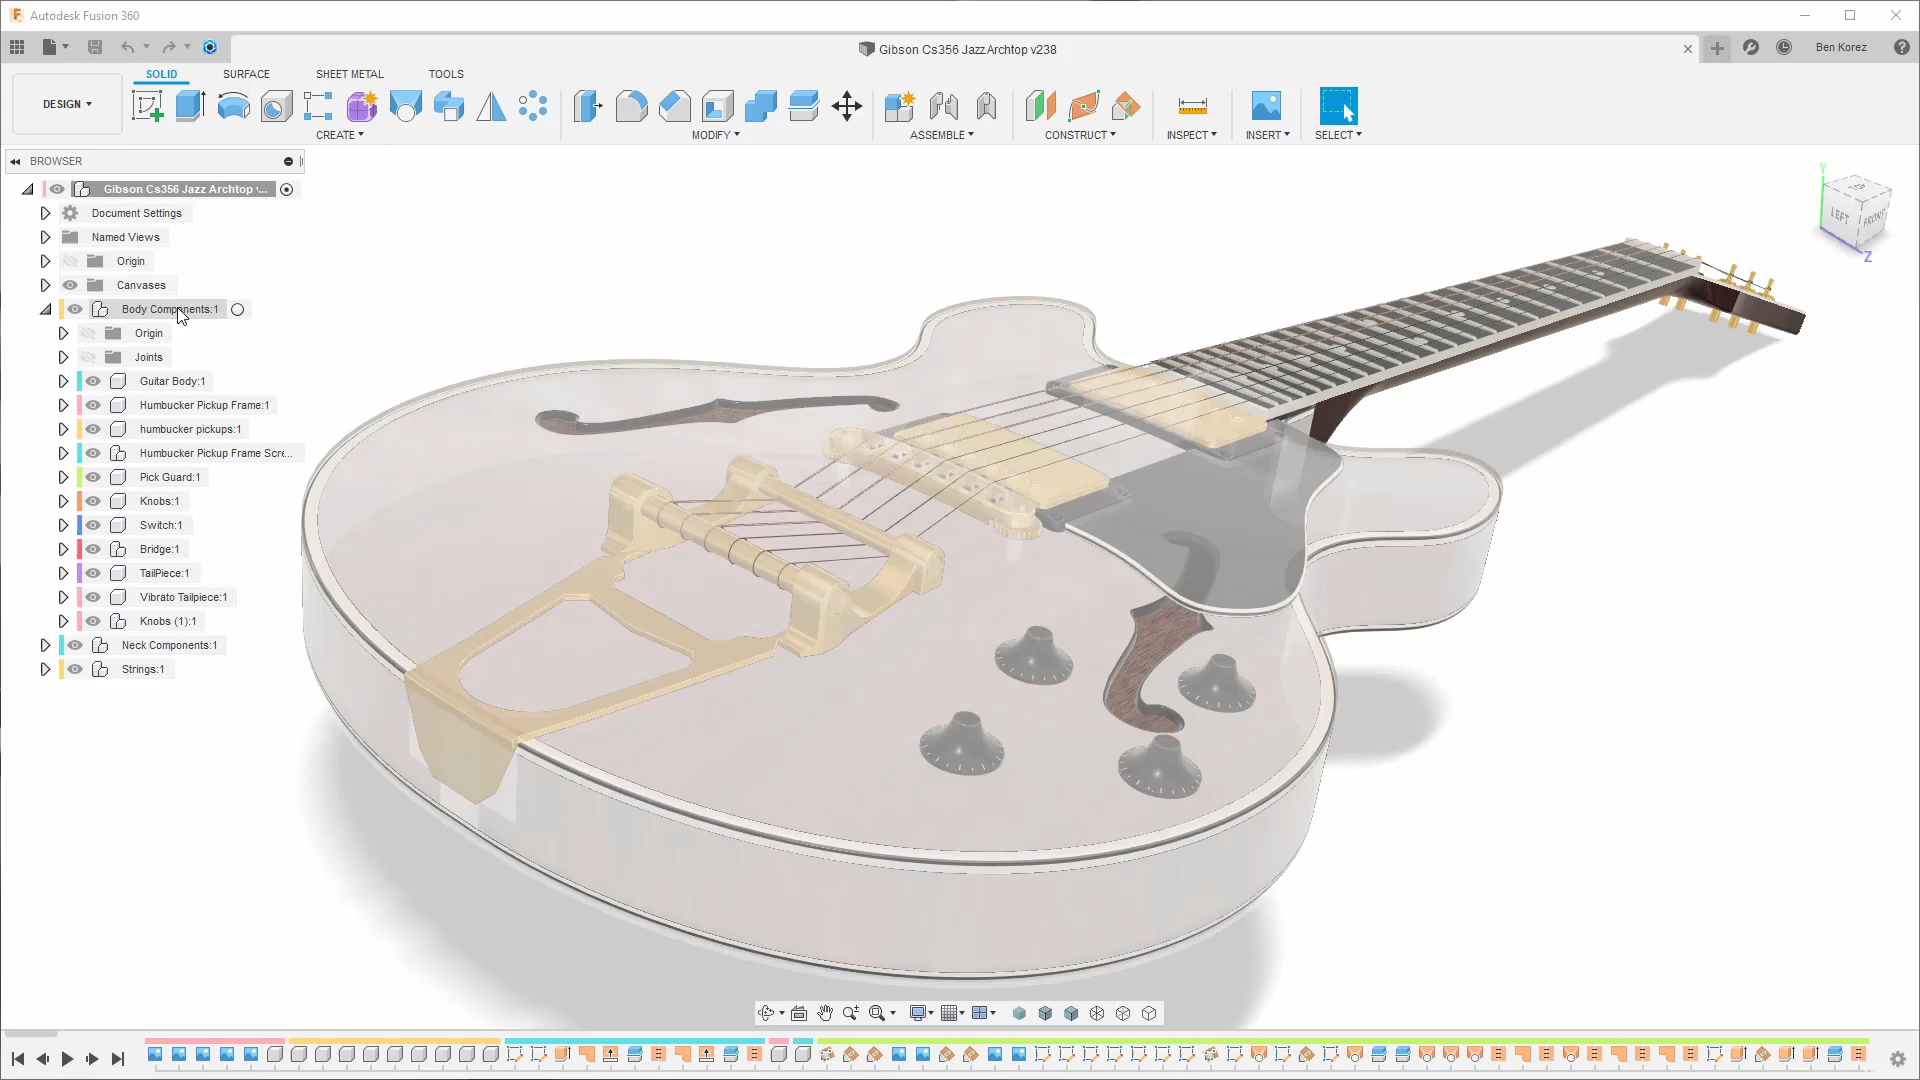 Autodesk Fusion 360
Gibson Cs356 Jazz Archtop v238
Ben Korez
SOLID
SURFACE
SHEET METAL
TOOLS
DESIGN
CREATE
MODIFY
ASSEMBLE
CONSTRUCT
INSPECT
INSERT
SELECT
BROWSER
Gibson Cs356 Jazz Archtop v...
Document Settings
Named Views
Origin
Canvases
Body Components:1
Origin
Joints
Guitar Body:1
Humbucker Pickup Frame:1
humbucker pickups:1
Humbucker Pickup Frame Scre...
Pick Guard:1
Knobs:1
Switch:1
Bridge:1
TailPiece:1
Vibrato Tailpiece:1
Knobs (1):1
Neck Components:1
Strings:1
Y
TOP
LEFT
FRONT
Z